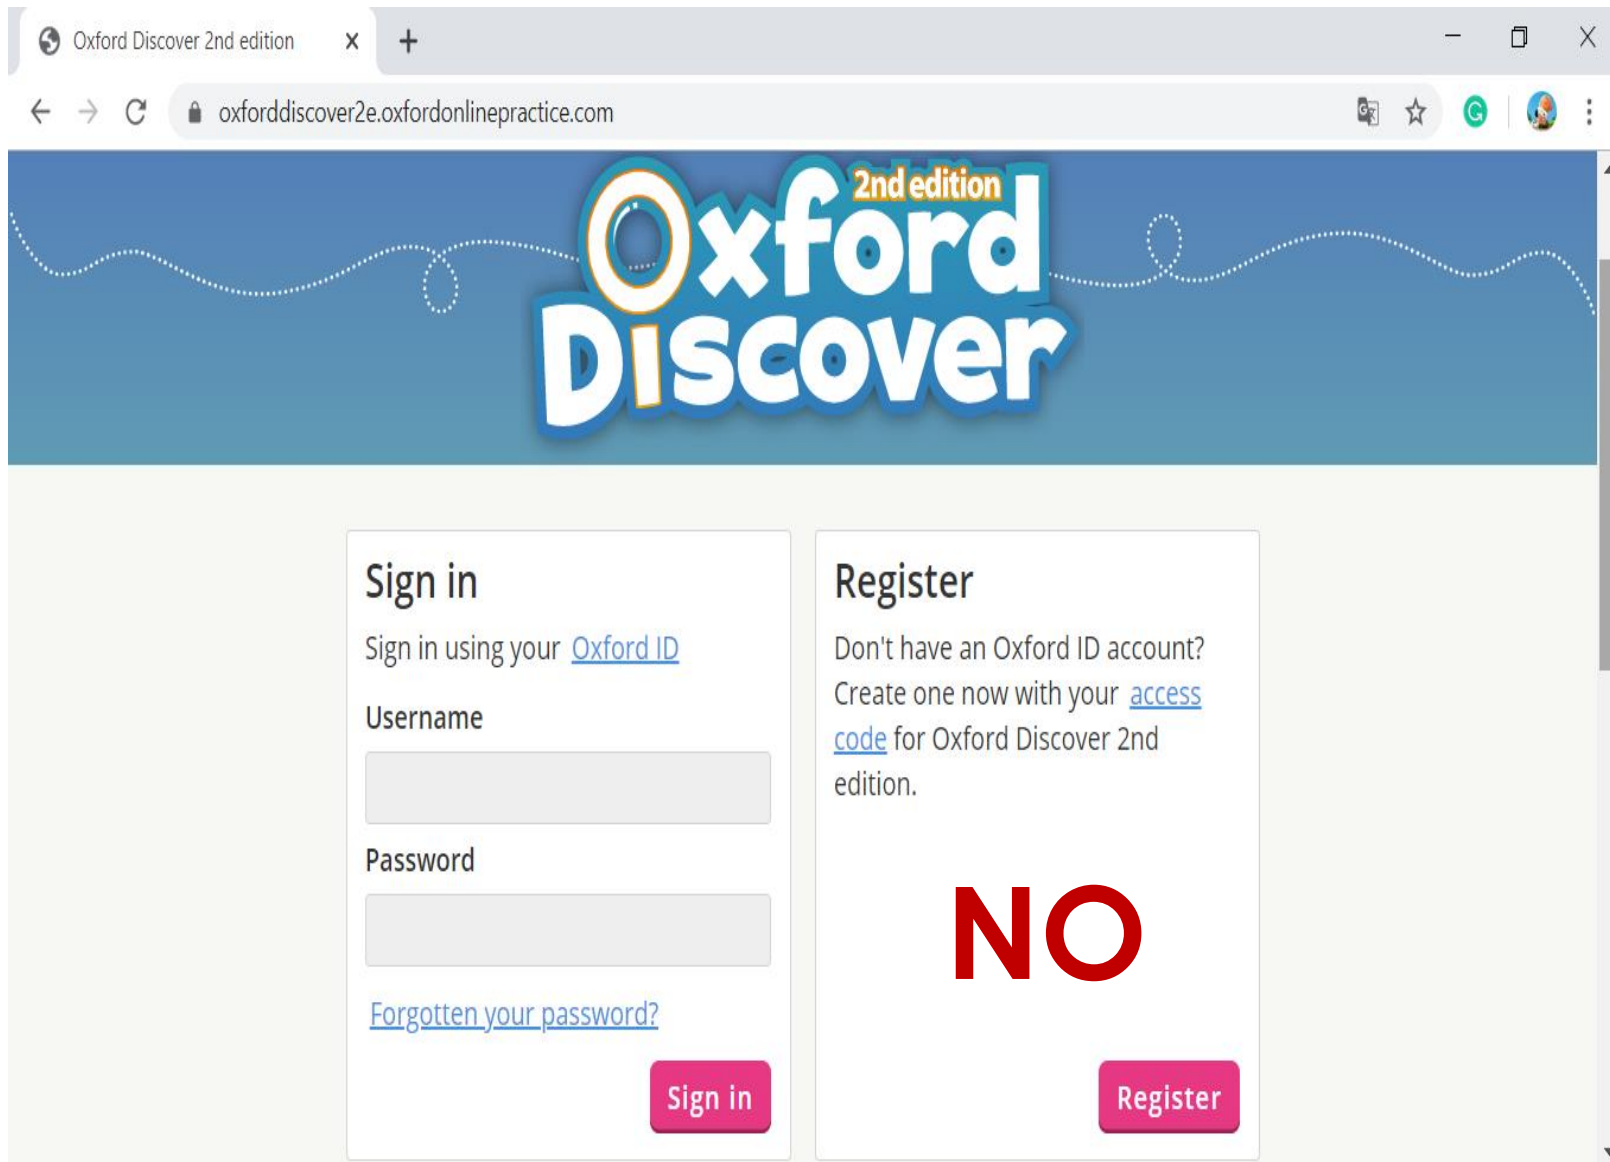 Oxford Discover 2nd edition
oxforddiscover2e.oxfordonlinepractice.com
2nd edition
Oxford
Discover
Sign in
Sign in using your Oxford ID
Username
Password
Forgotten your password?
Sign in
Register
Don't have an Oxford ID account?
Create one now with your access
code for Oxford Discover 2nd
edition.
NO
Register